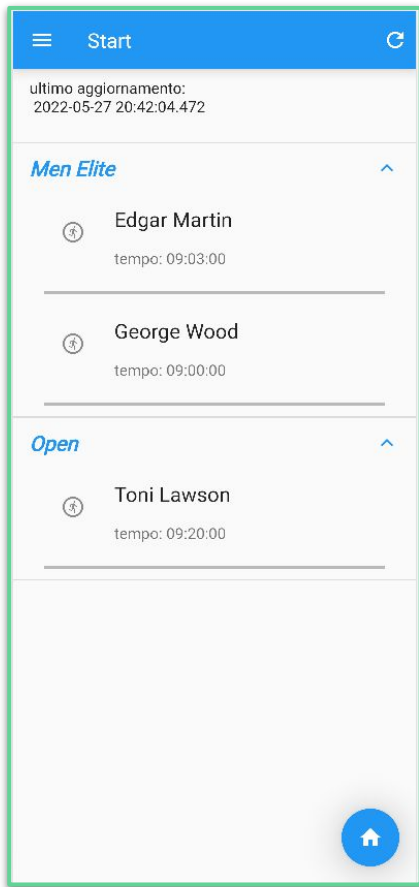 Start
ultimo aggiornamento:
2022-05-27 20:42:04.472
Men Elite
Edgar Martin
tempo: 09:03:00
George Wood
tempo: 09:00:00
Open
Toni Lawson
tempo: 09:20:00